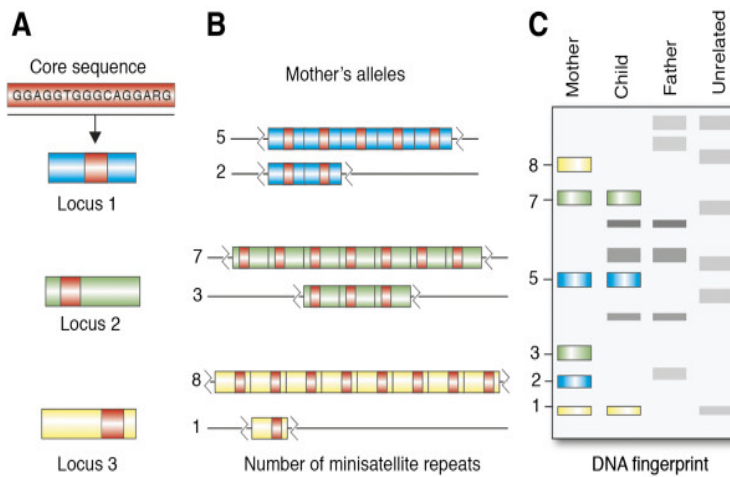 A
Core sequence
GGAGGTGGGCAGGARG
Locus 1
Locus 2
Locus 3
B
Mother's alleles
5
2
7
3
8
1
Number of minisatellite repeats
C
Mother
Child
Father
Unrelated
8
7
5
3
2
1
DNA fingerprint